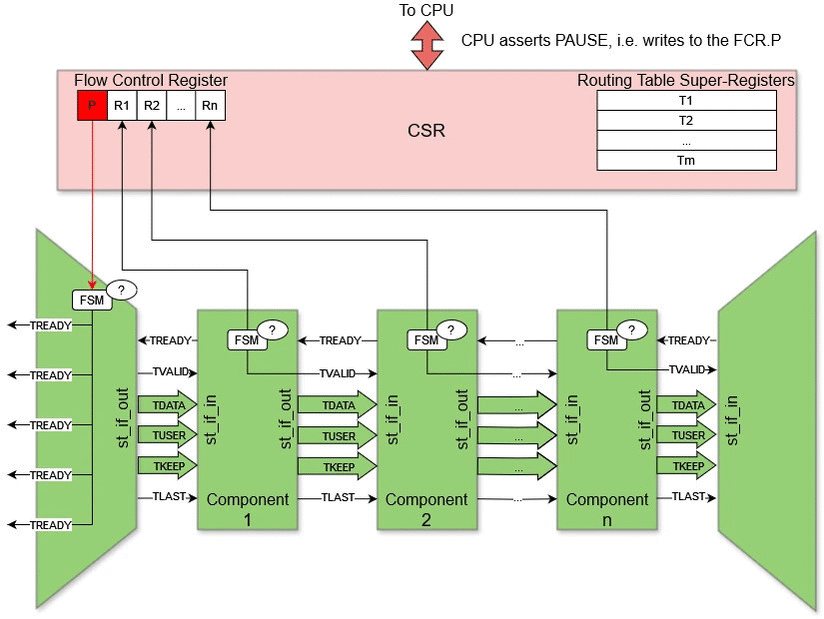 To CPU
CPU asserts PAUSE, i.e. writes to the FCR.P
Flow Control Register
Routing Table Super-Registers
P R1 R2 ... Rn
T1
T2
...
Tm
CSR
FSM ?
TREADY
TREADY
TREADY
TREADY
TREADY
st_if_out
TREADY
TVALID
TDATA
TUSER
TKEEP
TLAST
FSM ?
st_if_in
st_if_out
Component
1
TREADY
TVALID
TDATA
TUSER
TKEEP
TLAST
FSM ?
st_if_in
st_if_out
Component
2
...
...
...
...
...
...
FSM ?
st_if_in
st_if_out
Component
n
TREADY
TVALID
TDATA
TUSER
TKEEP
TLAST
st_if_in